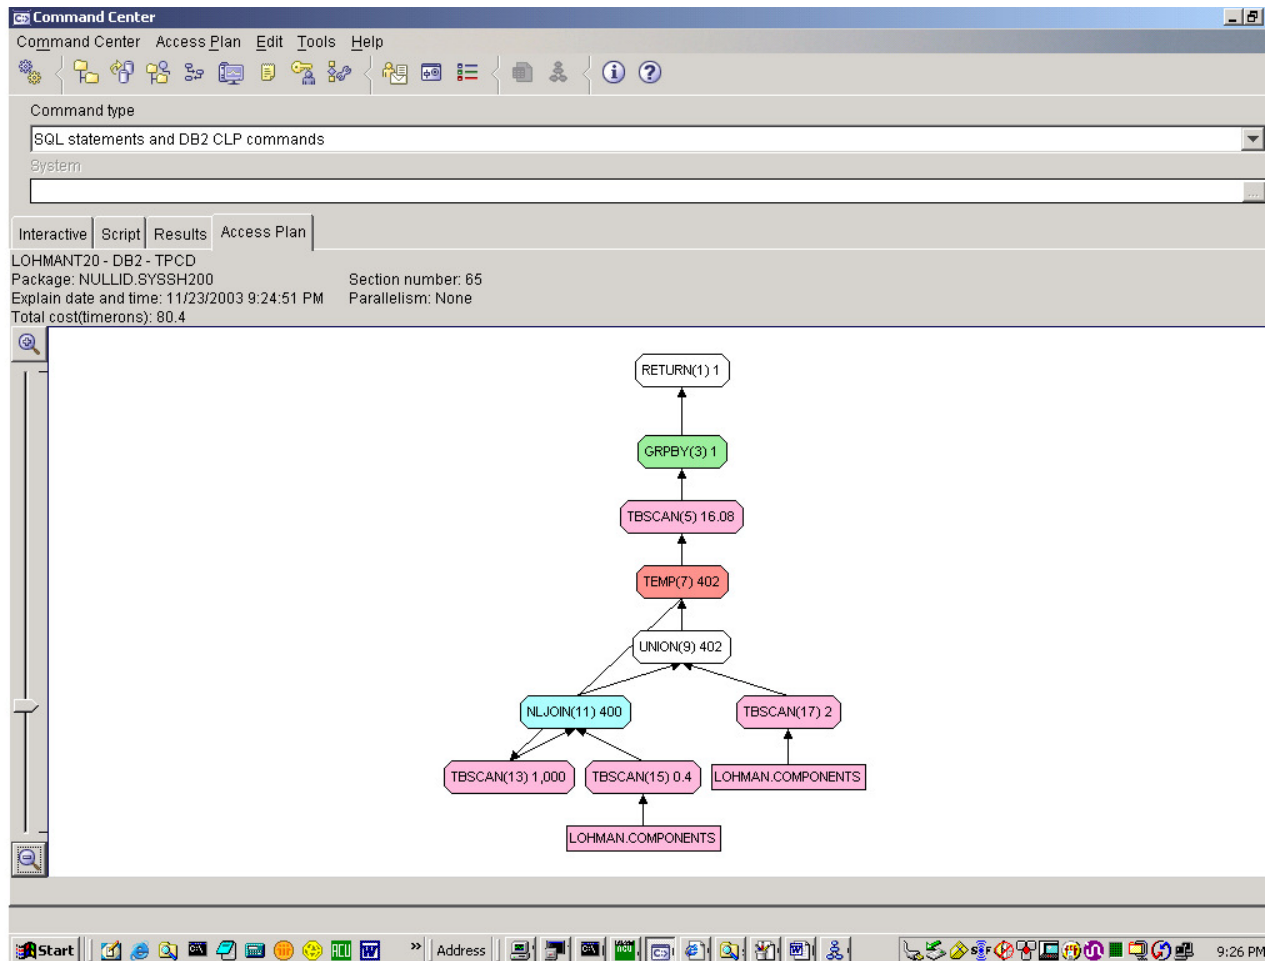 Command Center
Command Center Access Plan Edit Tools Help
Command type
SQL statements and DB2 CLP commands
System
...
Interactive Script Results Access Plan
LOHMANT20 - DB2 - TPCD
Package: NULLID.SYSSH200 Section number: 65
Explain date and time: 11/23/2003 9:24:51 PM Parallelism: None
Total cost(timerons): 80.4
RETURN(1) 1
GRPBY(3) 1
TBSCAN(5) 16.08
TEMP(7) 402
UNION(9) 402
NLJOIN(11) 400 TBSCAN(17) 2
TBSCAN(13) 1,000 TBSCAN(15) 0.4 LOHMAN.COMPONENTS
LOHMAN.COMPONENTS
Start ACU W » Address 9:26 PM